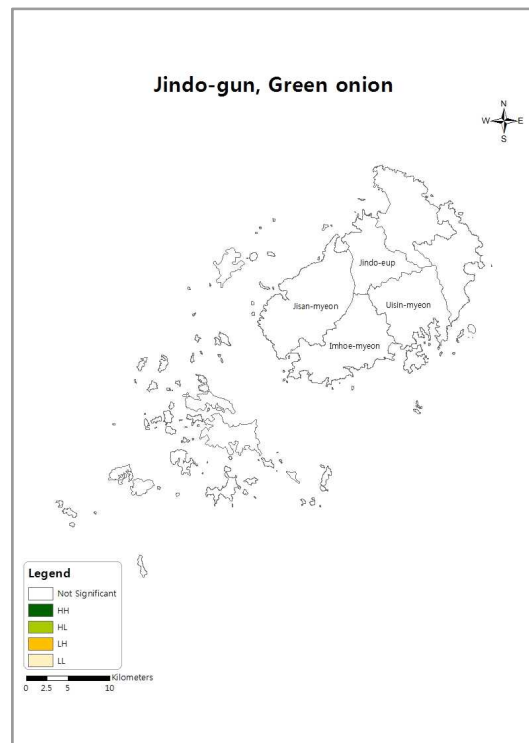 Jindo-gun, Green onion
N
W E
S
Jindo-eup
Jisan-myeon
Uisin-myeon
Imhoe-myeon
Legend
Not Significant
HH
HL
LH
LL
Kilometers
0 2.5 5 10